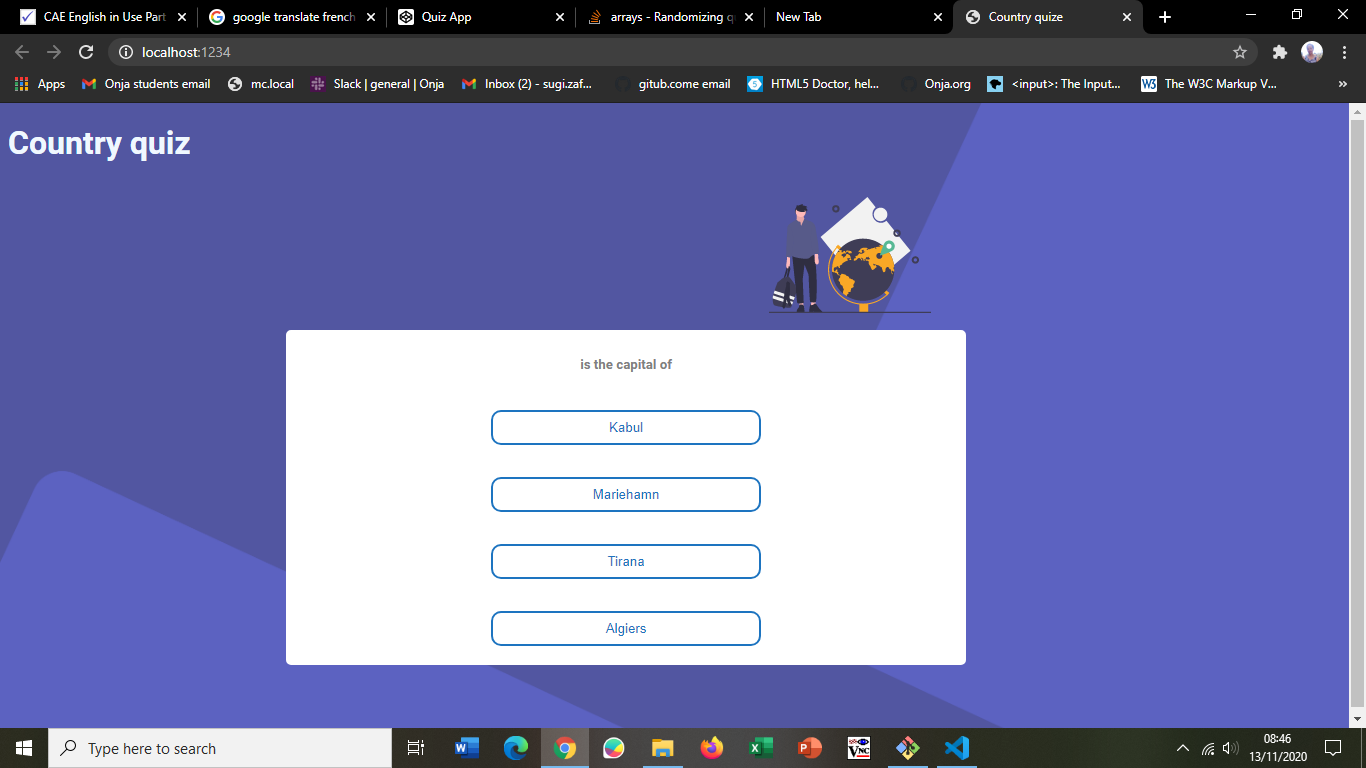 CAE English in Use Part
google translate french
Quiz App
arrays - Randomizing q
New Tab
Country quize
localhost:1234
Apps
Onja students email
mc.local
Slack | general | Onja
Inbox (2) - sugi.zaf...
gitub.come email
HTML5 Doctor, hel...
Onja.org
<input>: The Input...
W3
The W3C Markup V...
»
Country quiz
is the capital of
Kabul
Mariehamn
Tirana
Algiers
Type here to search
08:46
13/11/2020